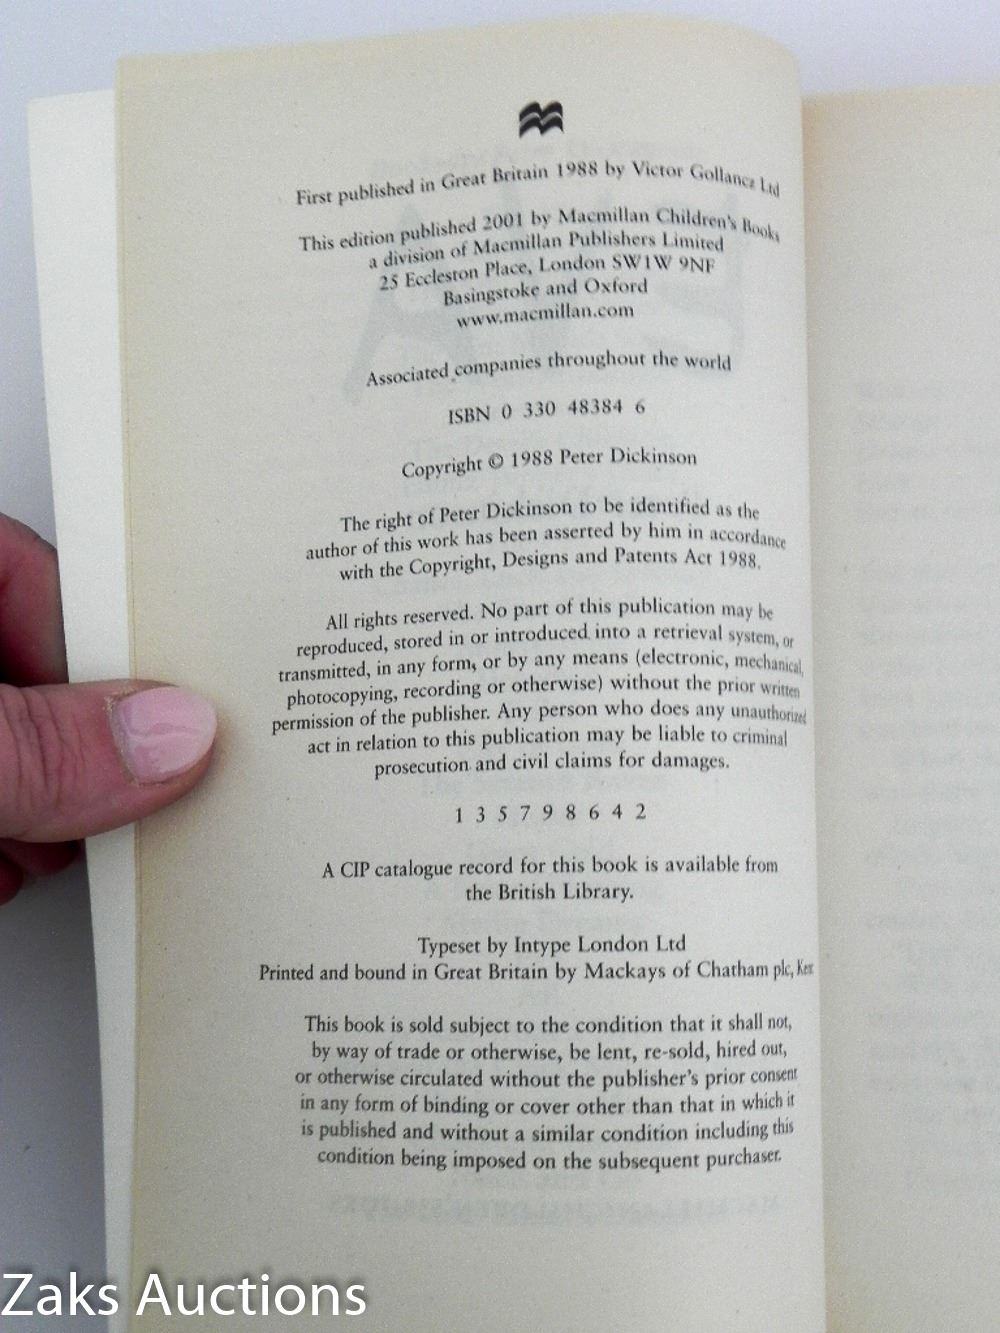 First published in Great Britain 1988 by Victor Gollancz Ltd
This edition published 2001 by Macmillan Children's Books
a division of Macmillan Publishers Limited
25 Eccleston Place, London SW1W 9NF
Basingstoke and Oxford
www.macmillan.com
Associated companies throughout the world
ISBN 0 330 48384 6
Copyright © 1988 Peter Dickinson
The right of Peter Dickinson to be identified as the
author of this work has been asserted by him in accordance
with the Copyright, Designs and Patents Act 1988.
All rights reserved. No part of this publication may be
reproduced, stored in or introduced into a retrieval system, or
transmitted, in any form, or by any means (electronic, mechanical,
photocopying, recording or otherwise) without the prior written
permission of the publisher. Any person who does any unauthorized
act in relation to this publication may be liable to criminal
prosecution and civil claims for damages.
1 3 5 7 9 8 6 4 2
A CIP catalogue record for this book is available from
the British Library.
Typeset by Intype London Ltd
Printed and bound in Great Britain by Mackays of Chatham plc,
This book is sold subject to the condition that it shall not,
by way of trade or otherwise, be lent, re-sold, hired out,
or otherwise circulated without the publisher's prior consent
in any form of binding or cover other than that in which it
is published and without a similar condition including this
condition being imposed on the subsequent purchaser.
Zaks Auctions